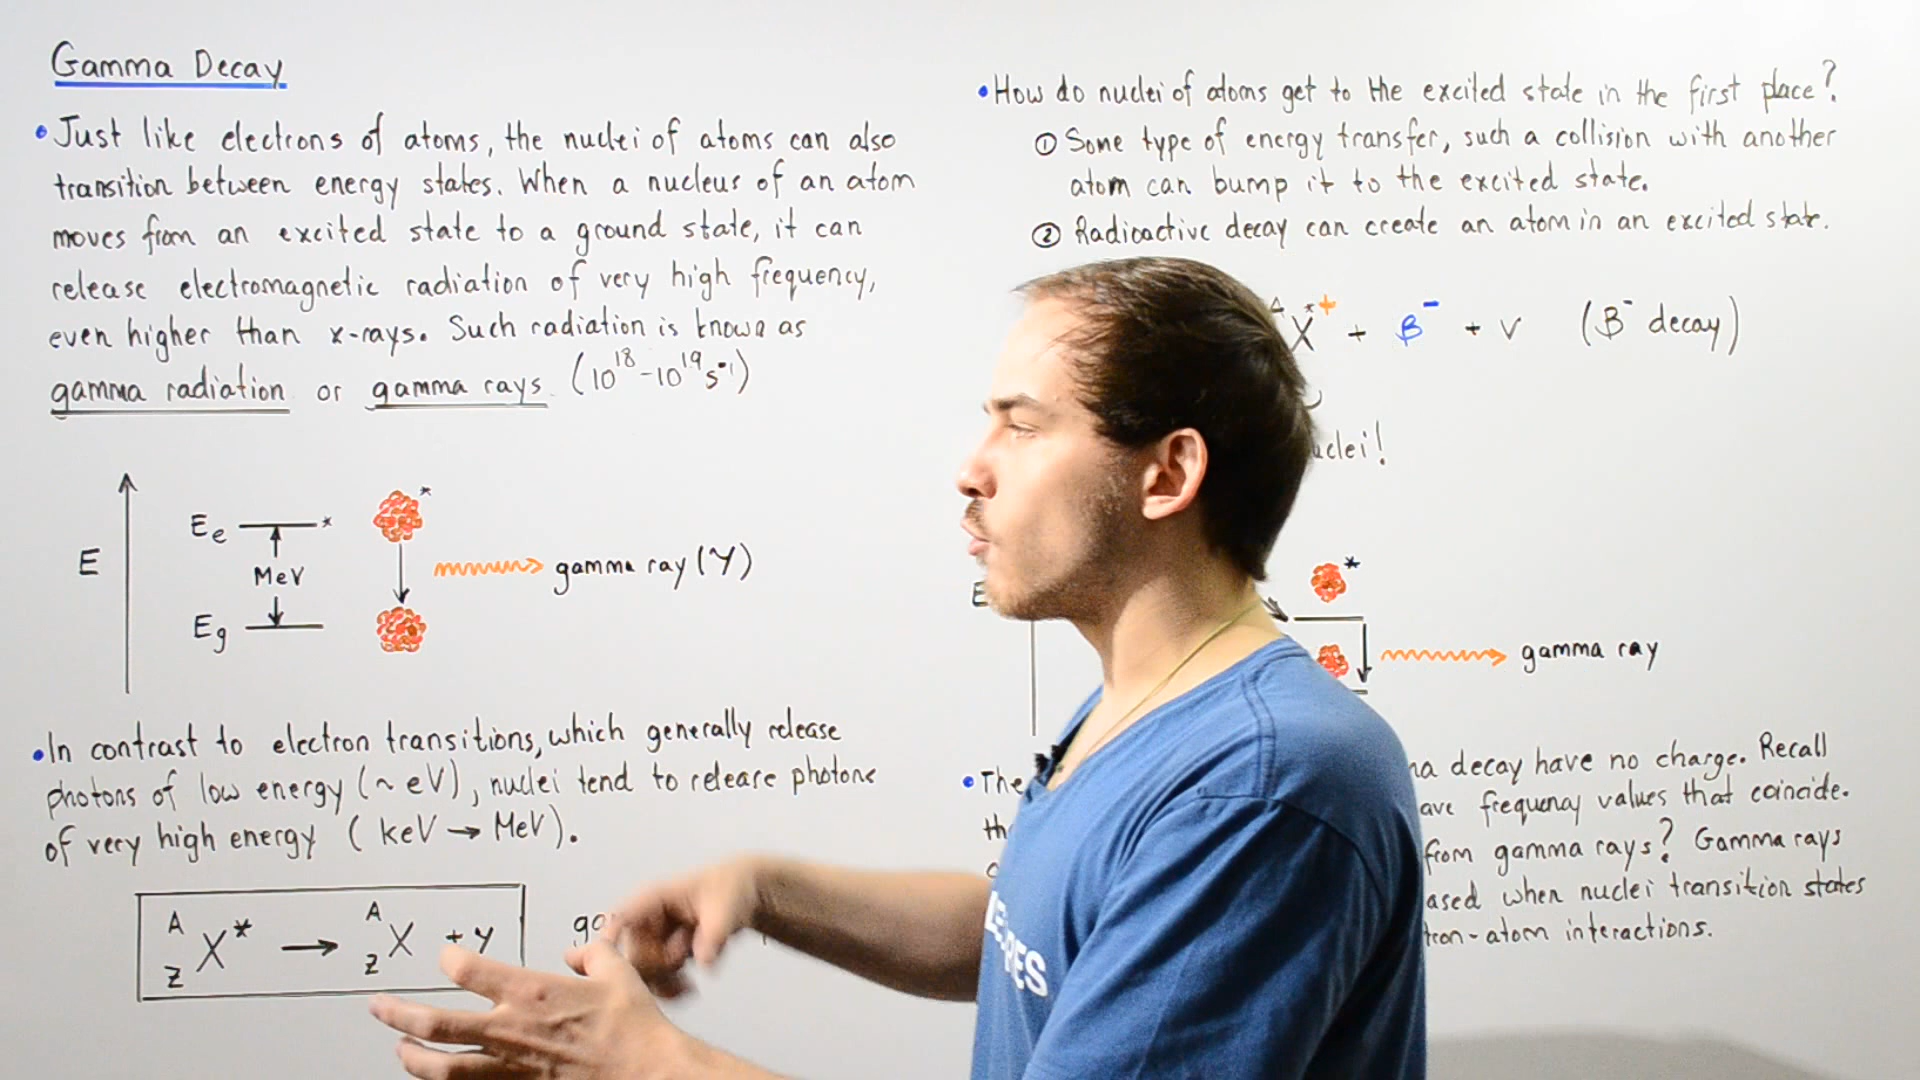 Gamma Decay
• Just like electrons of atoms, the nuclei of atoms can also
transition between energy states. When a nucleus of an atom
moves from an excited state to a ground state, it can
release electromagnetic radiation of very high frequency,
even higher than x-rays. Such radiation is known as
gamma radiation or gamma rays. (10¹⁸-10¹⁹s⁻¹)
E
Ee *
MeV
Eg
*
gamma ray (γ)
• In contrast to electron transitions, which generally release
photons of low energy (~eV), nuclei tend to release photons
of very high energy (keV → MeV).
A Z X* → A Z X + γ
• How do nuclei of atoms get to the excited state in the first place?
① Some type of energy transfer, such a collision with another
atom can bump it to the excited state.
② Radioactive decay can create an atom in an excited state.
A X*+ + β⁻ + ν (β⁻ decay)
uclei!
E
*
gamma ray
• The
decay have no charge. Recall
frequency values that coincide.
from gamma rays? Gamma rays
ased when nuclei transition states
tron-atom interactions.